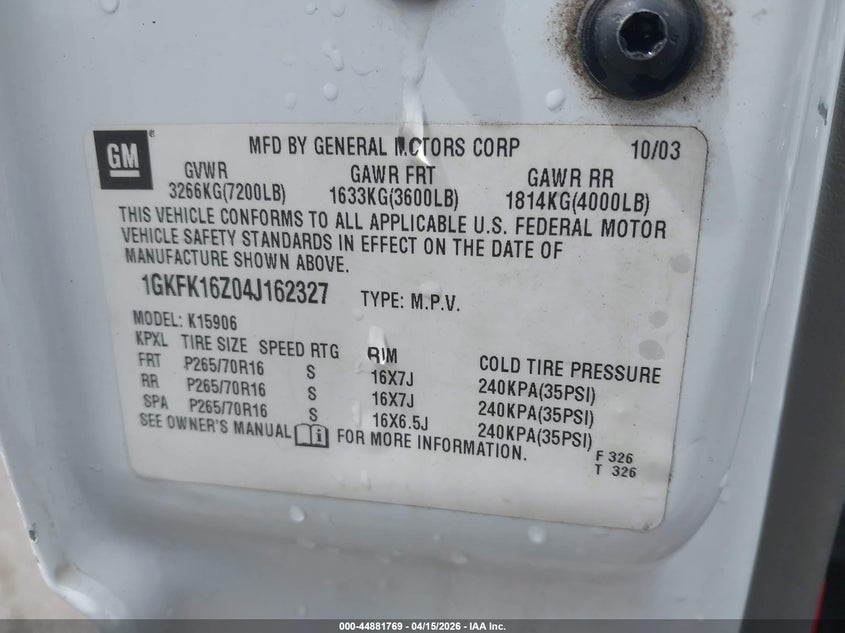 GM
MFD BY GENERAL MOTORS CORP 10/03
GVWR GAWR FRT GAWR RR
3266KG(7200LB) 1633KG(3600LB) 1814KG(4000LB)
THIS VEHICLE CONFORMS TO ALL APPLICABLE U.S. FEDERAL MOTOR
VEHICLE SAFETY STANDARDS IN EFFECT ON THE DATE OF
MANUFACTURE SHOWN ABOVE.
1GKFK16Z04J162327 TYPE: M.P.V.
MODEL: K15906
KPXL TIRE SIZE SPEED RTG RIM COLD TIRE PRESSURE
FRT P265/70R16 S 16X7J 240KPA(35PSI)
RR P265/70R16 S 16X7J 240KPA(35PSI)
SPA P265/70R16 S 16X6.5J 240KPA(35PSI)
SEE OWNER'S MANUAL FOR MORE INFORMATION.
F 326
T 326
000-44881769 - 04/15/2026 - IAA Inc.